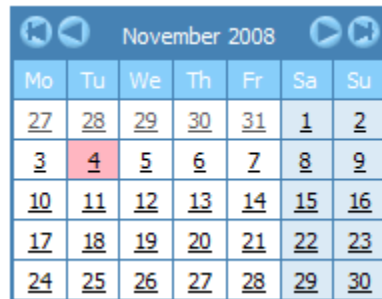 November 2008
Mo Tu We Th Fr Sa Su
27 28 29 30 31 1 2
3 4 5 6 7 8 9
10 11 12 13 14 15 16
17 18 19 20 21 22 23
24 25 26 27 28 29 30